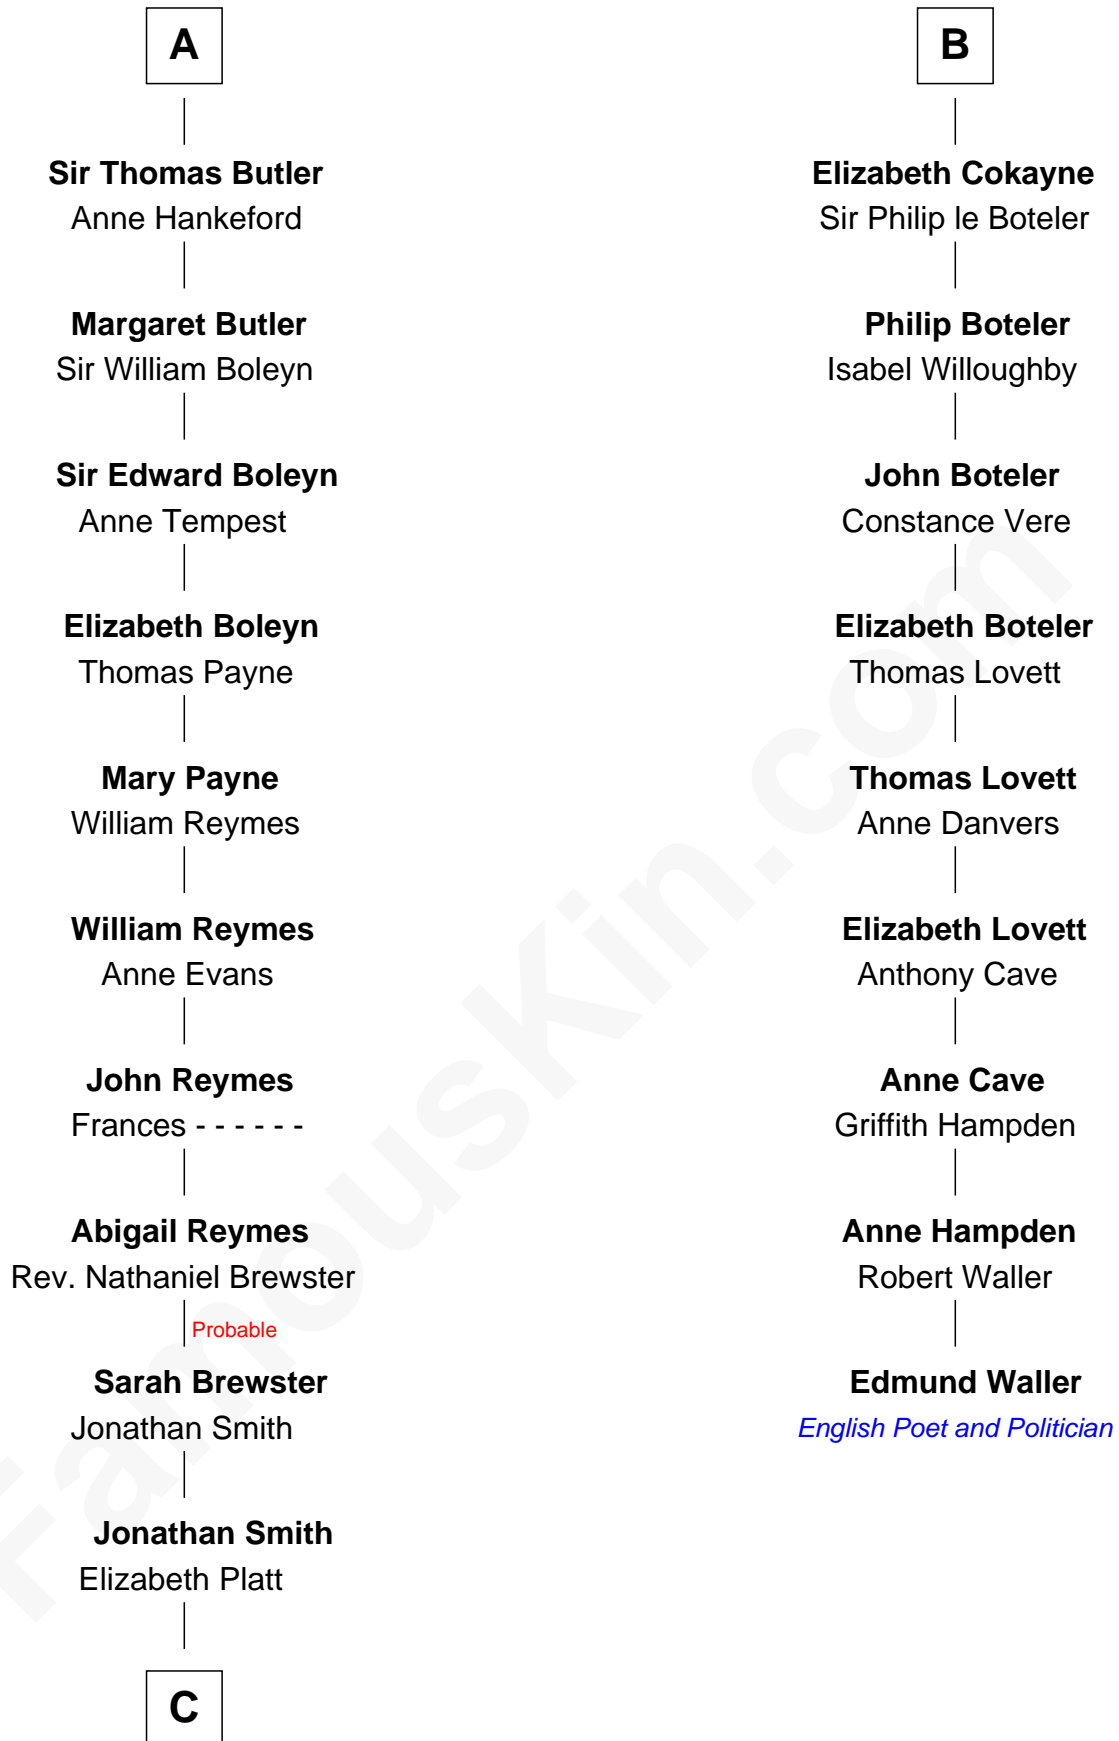 A
Sir Thomas Butler
Anne Hankeford
Margaret Butler
Sir William Boleyn
Sir Edward Boleyn
Anne Tempest
Elizabeth Boleyn
Thomas Payne
Mary Payne
William Reymes
William Reymes
Anne Evans
John Reymes
Frances - - - - - -
Abigail Reymes
Rev. Nathaniel Brewster
Probable
Sarah Brewster
Jonathan Smith
Jonathan Smith
Elizabeth Platt
C
B
Elizabeth Cokayne
Sir Philip le Boteler
Philip Boteler
Isabel Willoughby
John Boteler
Constance Vere
Elizabeth Boteler
Thomas Lovett
Thomas Lovett
Anne Danvers
Elizabeth Lovett
Anthony Cave
Anne Cave
Griffith Hampden
Anne Hampden
Robert Waller
Edmund Waller
English Poet and Politician
FamousKin.com